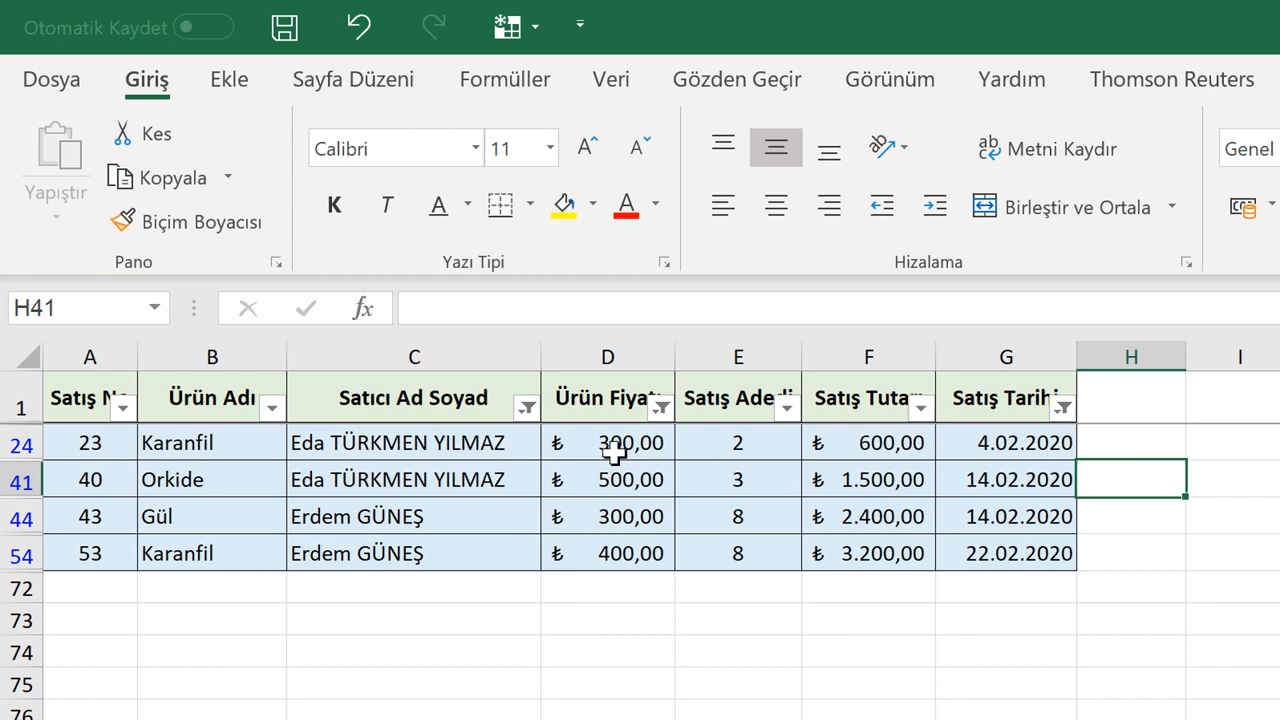 Otomatik Kaydet
Dosya Giriş Ekle Sayfa Düzeni Formüller Veri Gözden Geçir Görünüm Yardım Thomson Reuters
Yapıştır
Kes
Kopyala
Biçim Boyacısı
Pano
Calibri 11
K T A A
Yazı Tipi
Metni Kaydır
Birleştir ve Ortala
Hizalama
Genel
H41 fx
A B C D E F G H I
1 Satış Ürün Adı Satıcı Ad Soyad Ürün Satış Satış Satış
24 23 Karanfil Eda TÜRKMEN YILMAZ ₺ 300,00 2 ₺ 600,00 4.02.2020
41 40 Orkide Eda TÜRKMEN YILMAZ ₺ 500,00 3 ₺ 1.500,00 14.02.2020
44 43 Gül Erdem GÜNEŞ ₺ 300,00 8 ₺ 2.400,00 14.02.2020
54 53 Karanfil Erdem GÜNEŞ ₺ 400,00 8 ₺ 3.200,00 22.02.2020
72
73
74
75
76